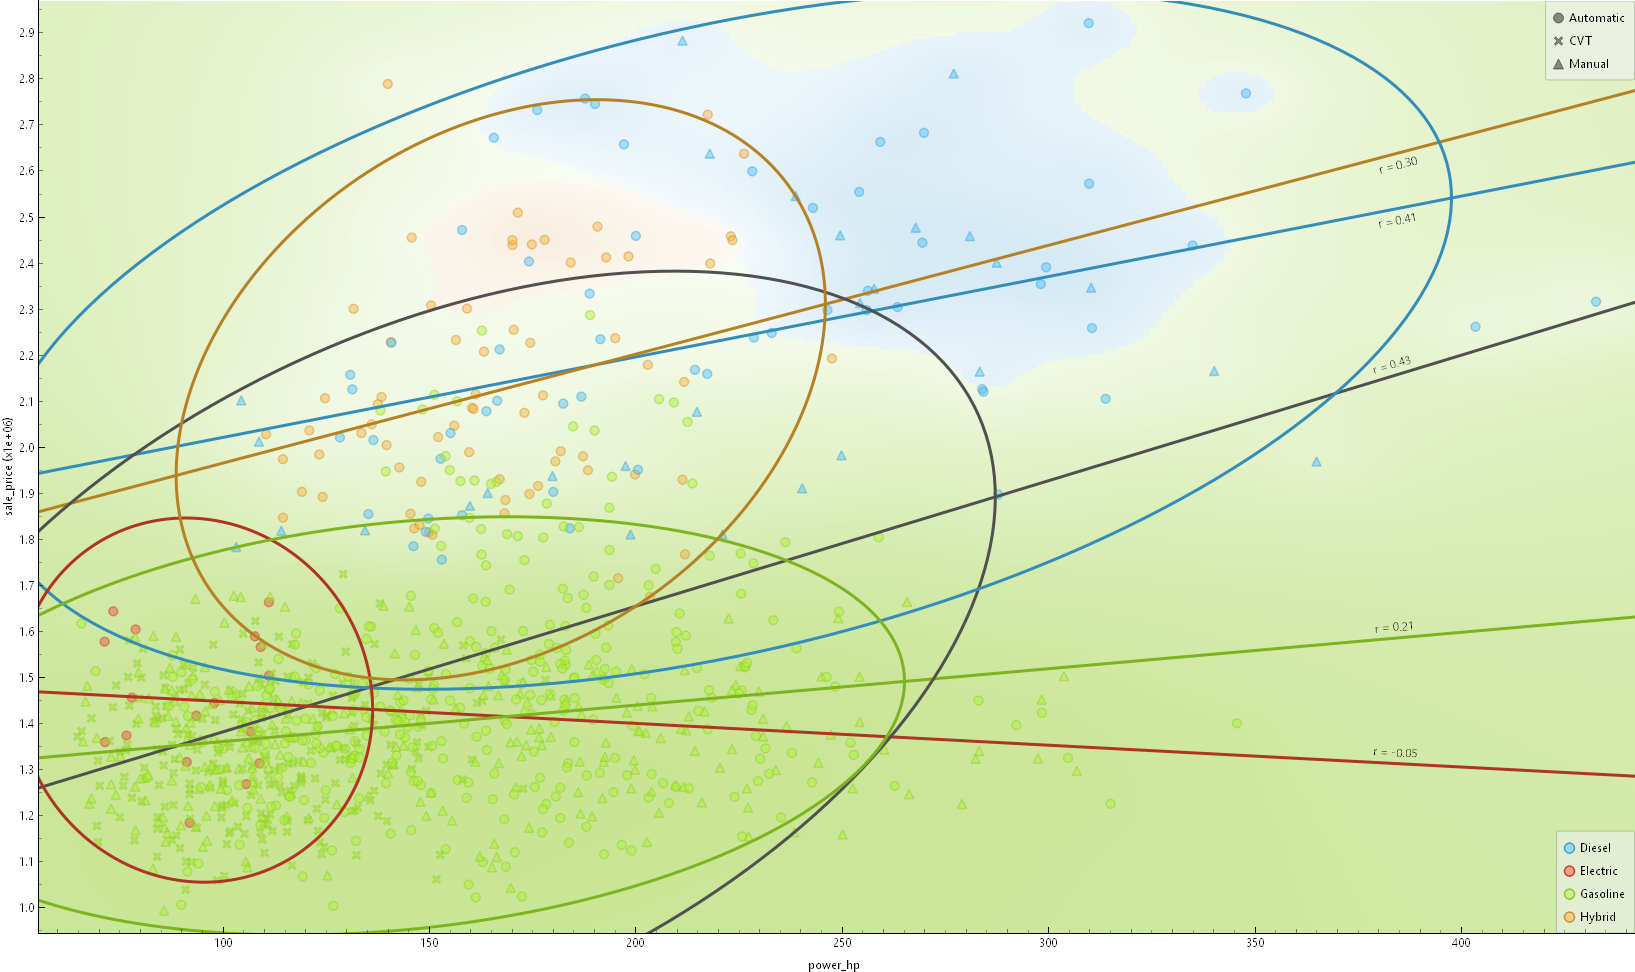 Automatic
CVT
Manual
2.9
2.8
2.7
2.6
2.5
2.4
2.3
2.2
2.1
2.0
1.9
1.8
1.7
1.6
1.5
1.4
1.3
1.2
1.1
1.0
sale_price (x1e+06)
r = 0.30
r = 0.41
r = 0.43
r = 0.21
r = -0.05
Diesel
Electric
Gasoline
Hybrid
100 150 200 250 300 350 400
power_hp